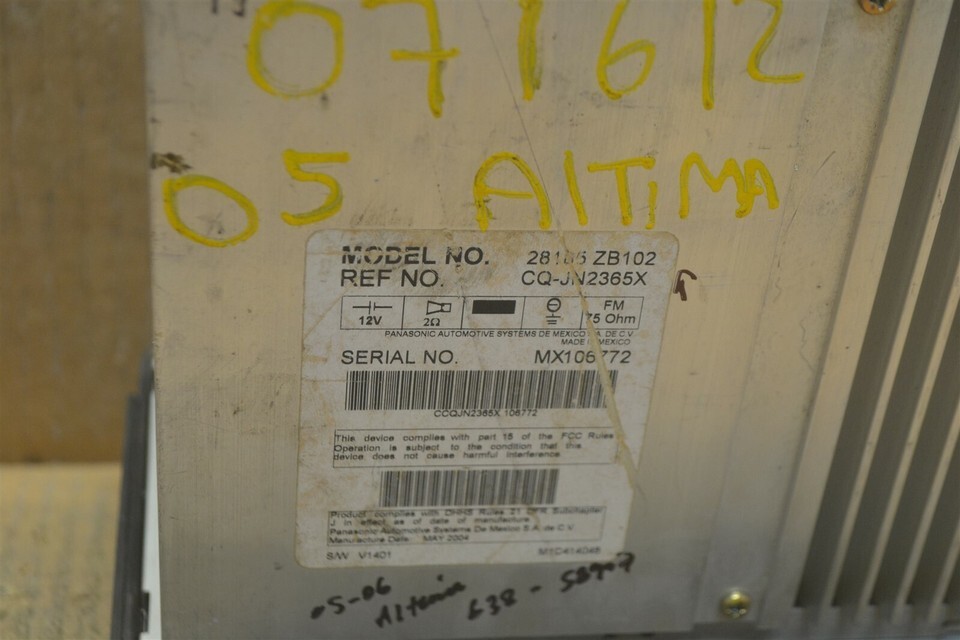 07/6/2
05 ALTIMA
MODEL NO. 28185 ZB102
REF NO. CQ-JN2365X
12V 2Ω FM 75 Ohm
PANASONIC AUTOMOTIVE SYSTEMS DE MEXICO S.A. DE C.V
MADE IN MEXICO
SERIAL NO. MX106772
CCQJN2365X 106772
This device complies with part 15 of the FCC Rules
Operation is subject to the condition that this
device does not cause harmful interference.
Product complies with DHHS Rules 21 CFR Subchapter
J in effect as of date of manufacture
Panasonic Automotive Systems De Mexico S.A. de C.V.
Manufacture Date: MAY 2004
S/W V1401
05-06
Altima 638-